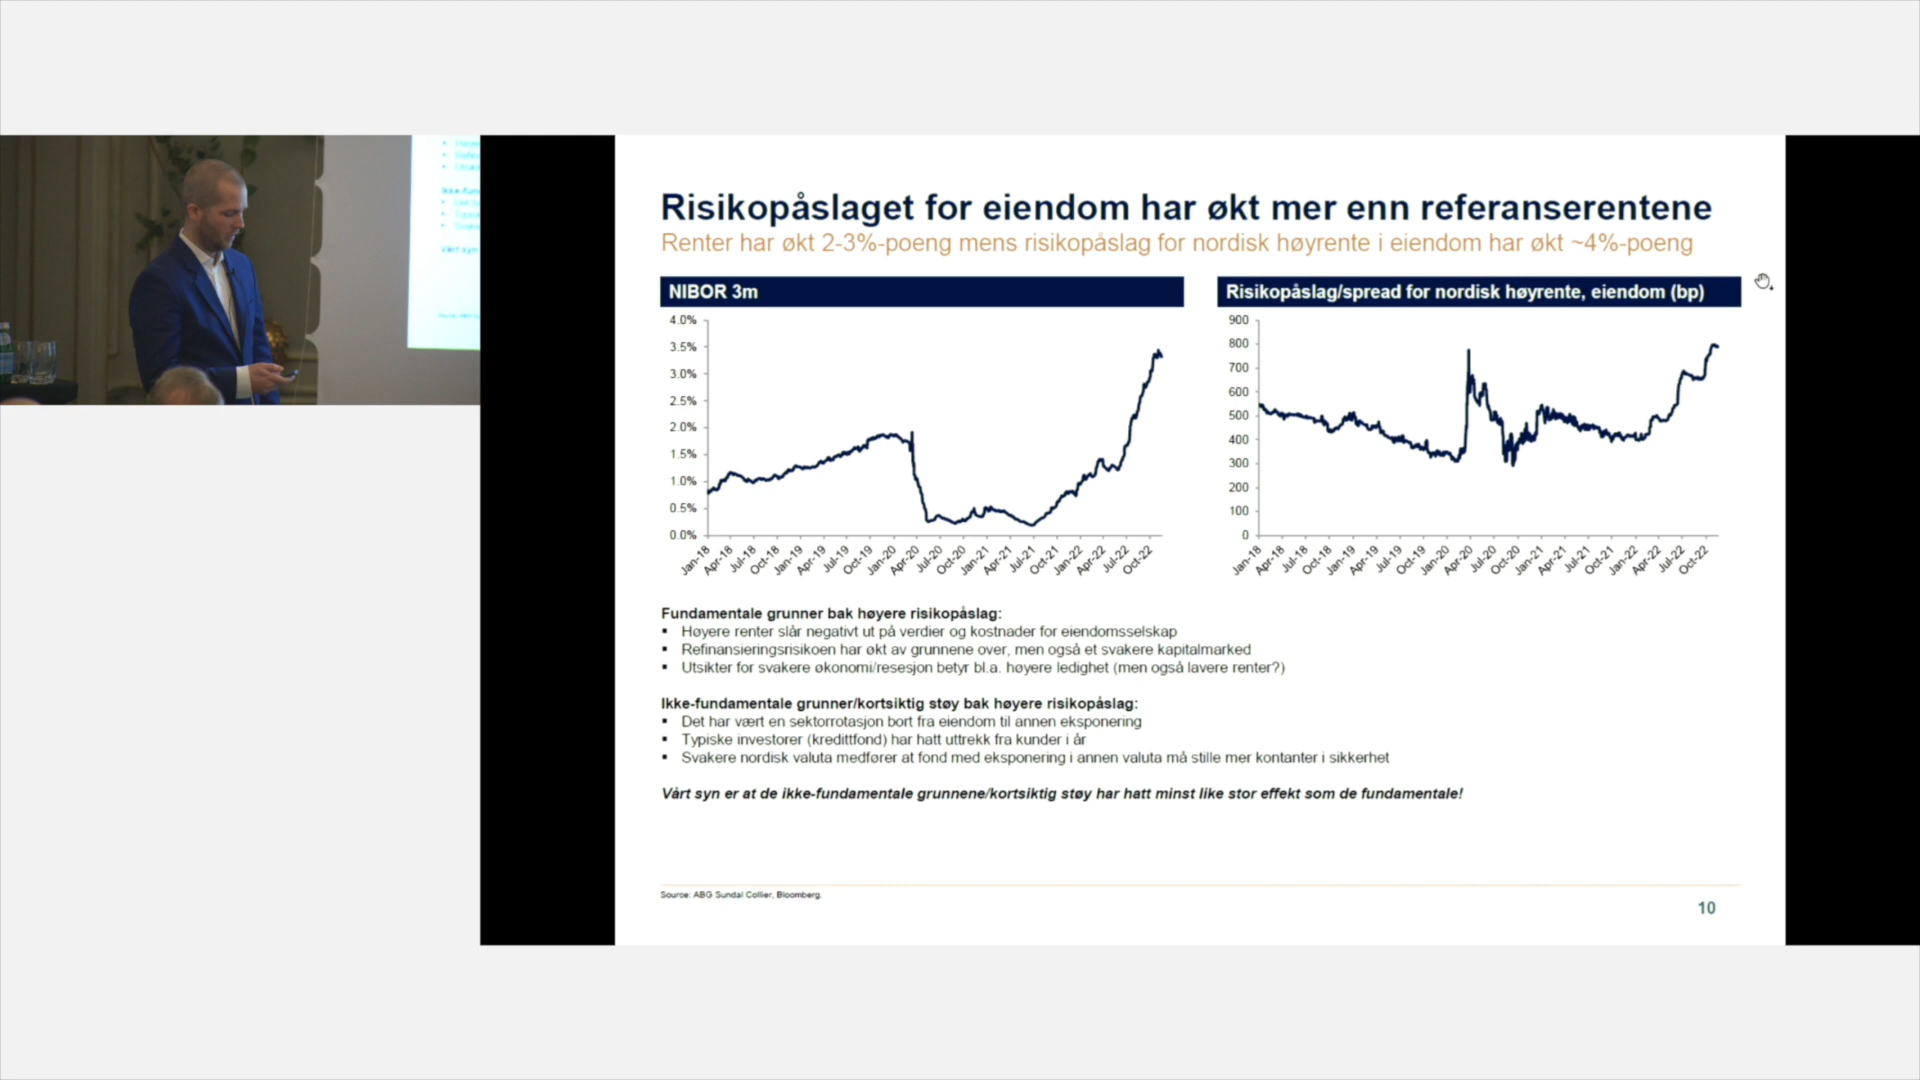 Risikopåslaget for eiendom har økt mer enn referanserentene
Renter har økt 2-3%-poeng mens risikopåslag for nordisk høyrente i eiendom har økt ~4%-poeng
NIBOR 3m
4.0%
3.5%
3.0%
2.5%
2.0%
1.5%
1.0%
0.5%
0.0%
Jan-18 Apr-18 Jul-18 Oct-18 Jan-19 Apr-19 Jul-19 Oct-19 Jan-20 Apr-20 Jul-20 Oct-20 Jan-21 Apr-21 Jul-21 Oct-21 Jan-22 Apr-22 Jul-22 Oct-22
Risikopåslag/spread for nordisk høyrente, eiendom (bp)
900
800
700
600
500
400
300
200
100
0
Jan-18 Apr-18 Jul-18 Oct-18 Jan-19 Apr-19 Jul-19 Oct-19 Jan-20 Apr-20 Jul-20 Oct-20 Jan-21 Apr-21 Jul-21 Oct-21 Jan-22 Apr-22 Jul-22 Oct-22
Fundamentale grunner bak høyere risikopåslag:
▪ Høyere renter slår negativt ut på verdier og kostnader for eiendomsselskap
▪ Refinansieringsrisikoen har økt av grunnene over, men også et svakere kapitalmarked
▪ Utsikter for svakere økonomi/resesjon betyr bl.a. høyere ledighet (men også lavere renter?)
Ikke-fundamentale grunner/kortsiktig støy bak høyere risikopåslag:
▪ Det har vært en sektorrotasjon bort fra eiendom til annen eksponering
▪ Typiske investorer (kredittfond) har hatt uttrekk fra kunder i år
▪ Svakere nordisk valuta medfører at fond med eksponering i annen valuta må stille mer kontanter i sikkerhet
Vårt syn er at de ikke-fundamentale grunnene/kortsiktig støy har hatt minst like stor effekt som de fundamentale!
Source: ABG Sundal Collier, Bloomberg.
10